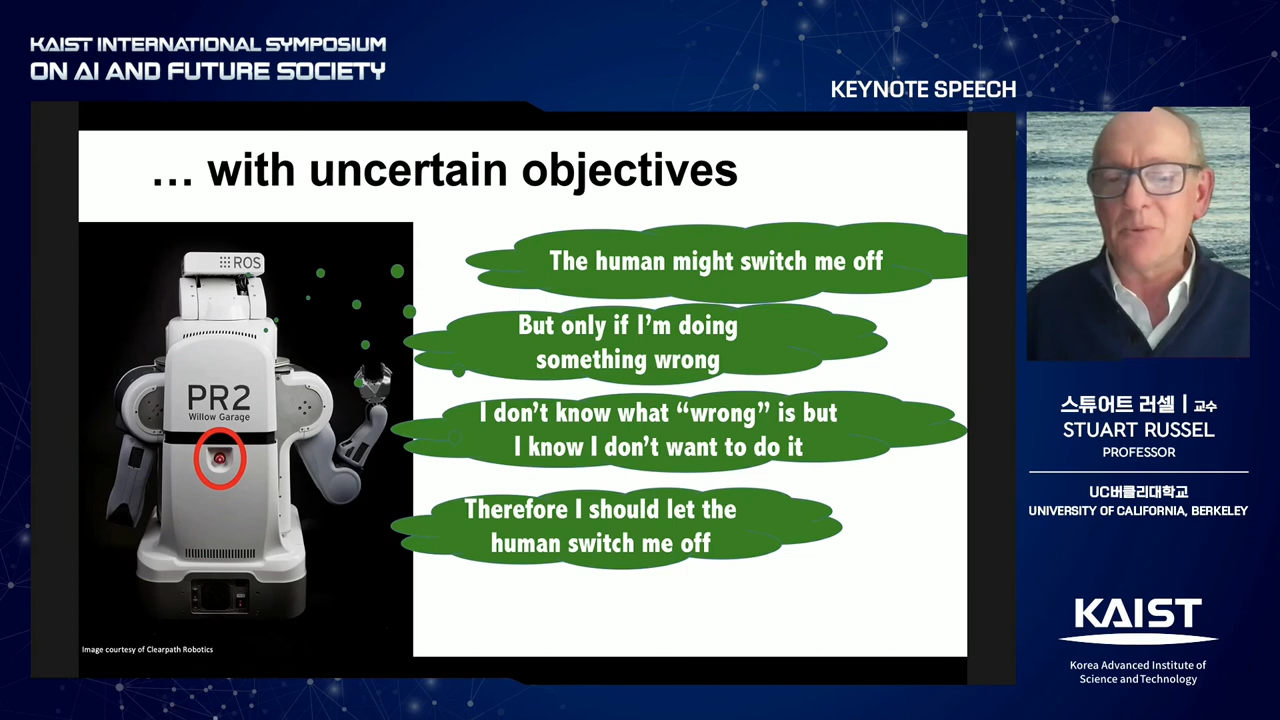 KAIST INTERNATIONAL SYMPOSIUM
ON AI AND FUTURE SOCIETY
KEYNOTE SPEECH
… with uncertain objectives
ROS
PR2
Willow Garage
Image courtesy of Clearpath Robotics
The human might switch me off
But only if I’m doing
something wrong
I don’t know what “wrong” is but
I know I don’t want to do it
Therefore I should let the
human switch me off
스튜어트 러셀 | 교수
STUART RUSSEL
PROFESSOR
UC버클리대학교
UNIVERSITY OF CALIFORNIA, BERKELEY
KAIST
Korea Advanced Institute of
Science and Technology